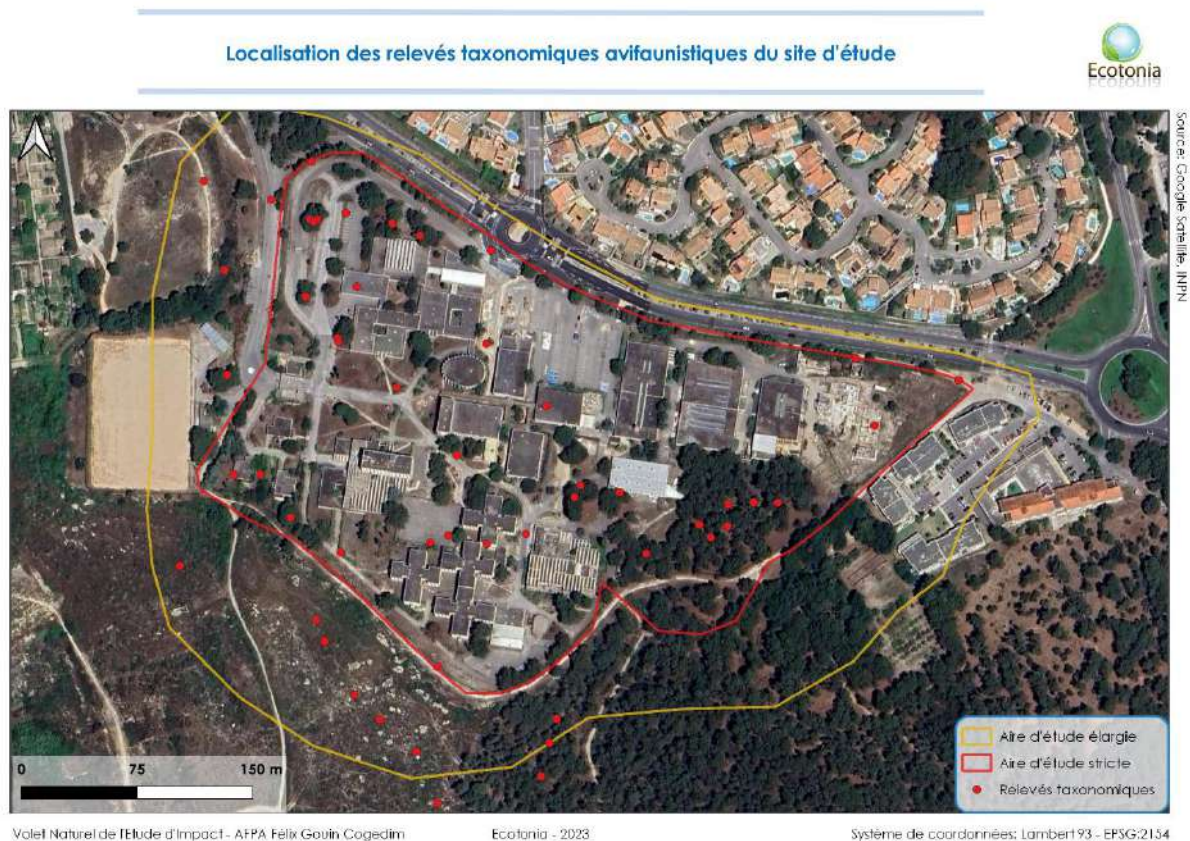 Localisation des relevés taxonomiques avifaunistiques du site d'étude
Ecotonia
Source: Google Satellite, INPN
Aire d'étude élargie
Aire d'étude stricte
Relevés taxonomiques
0 75 150 m
Volet Naturel de l'Etude d'Impact - AFPA Félix Gouin Cogedim
Ecotonia - 2023
Système de coordonnées: Lambert 93 - EPSG:2154